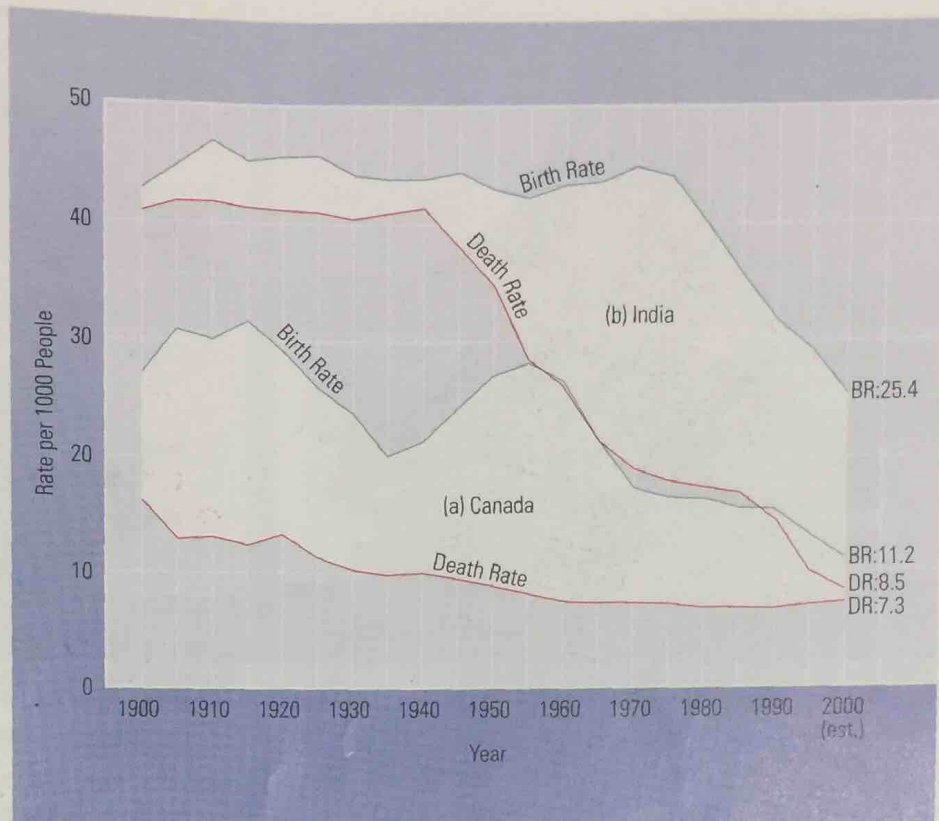 50
40
30
20
10
0
Rate per 1000 People
Birth Rate
Death Rate
(b) India
Birth Rate
(a) Canada
Death Rate
BR:25.4
BR:11.2
DR:8.5
DR:7.3
1900 1910 1920 1930 1940 1950 1960 1970 1980 1990 2000
(est.)
Year